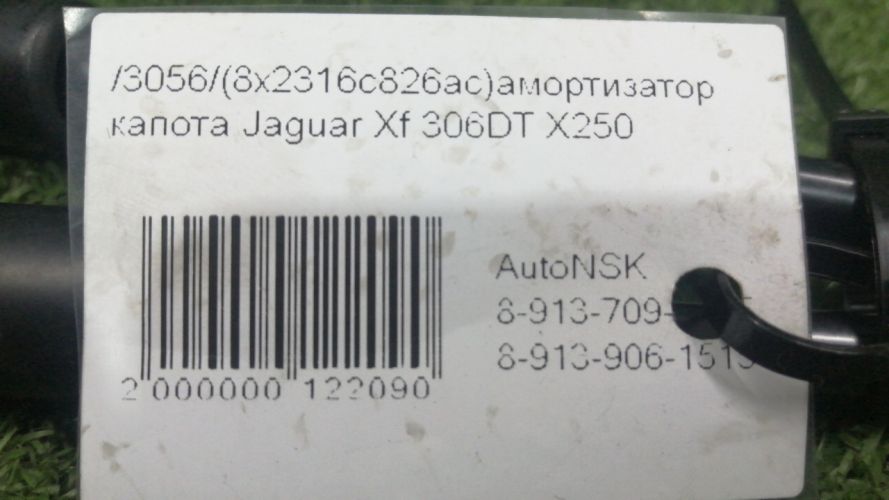 /3056/(8x2316c826ac)амортизатор
капота Jaguar Xf 306DT X250
AutoNSK
2 000000 122090